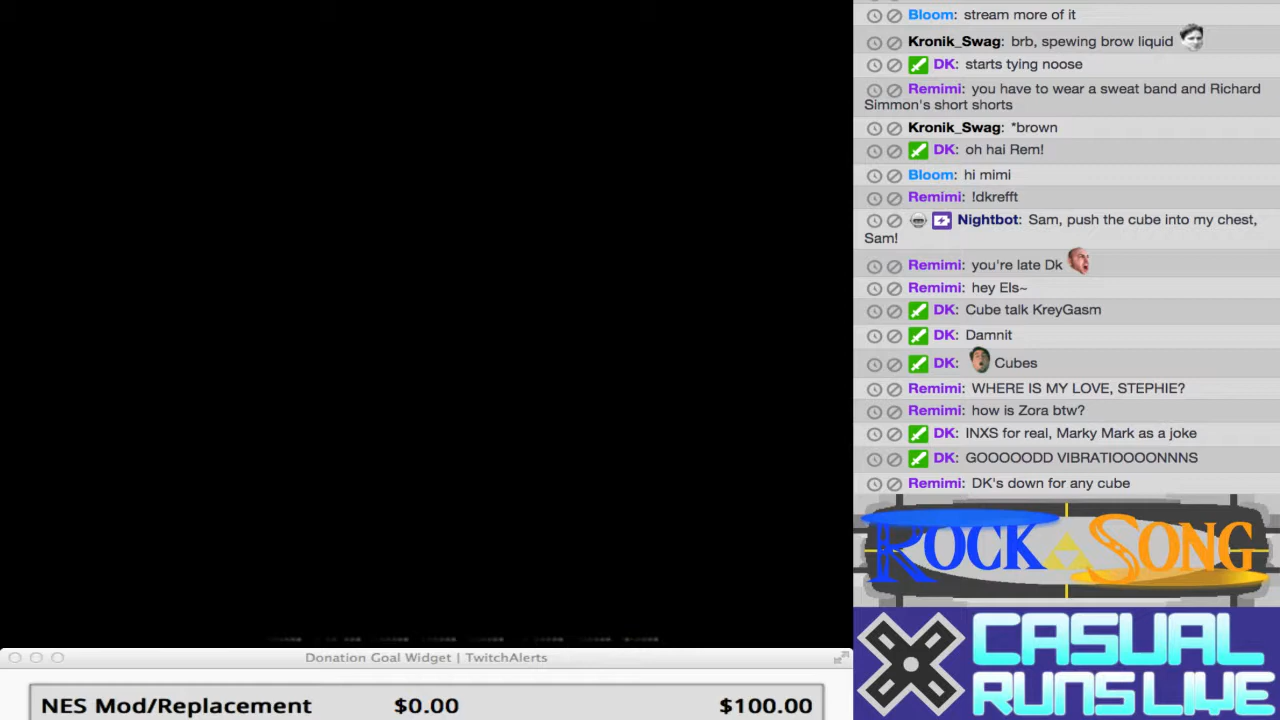 Bloom: stream more of it
Kronik_Swag: brb, spewing brow liquid
DK: starts tying noose
Remimi: you have to wear a sweat band and Richard
Simmon's short shorts
Kronik_Swag: *brown
DK: oh hai Rem!
Bloom: hi mimi
Remimi: !dkrefft
Nightbot: Sam, push the cube into my chest,
Sam!
Remimi: you're late Dk
Remimi: hey Els~
DK: Cube talk KreyGasm
DK: Damnit
DK: Cubes
Remimi: WHERE IS MY LOVE, STEPHIE?
Remimi: how is Zora btw?
DK: INXS for real, Marky Mark as a joke
DK: GOOOOODD VIBRATIOOOONNNS
Remimi: DK's down for any cube
ROCK SONG
CASUAL
RUNS LIVE
Donation Goal Widget | TwitchAlerts
NES Mod/Replacement $0.00 $100.00